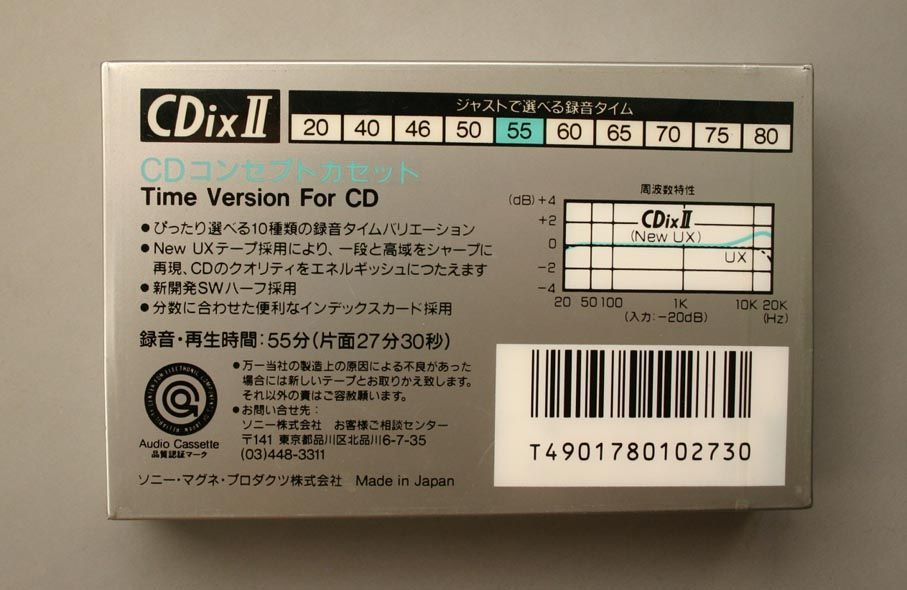 CDixⅡ
ジャストで選べる録音タイム
20 40 46 50 55 60 65 70 75 80
CDコンセプトカセット
Time Version For CD
●ぴったり選べる10種類の録音タイムバリエーション
●New UXテープ採用により、一段と高域をシャープに
再現、CDのクオリティをエネルギッシュにつたえます
●新開発SWハーフ採用
●分数に合わせた便利なインデックスカード採用
周波数特性
(dB) +4
+2
0
−2
−4
CDixⅡ
(New UX)
UX
20 50 100 1K 10K 20K
(入力:−20dB) (Hz)
録音・再生時間:55分(片面27分30秒)
●万一当社の製造上の原因による不良があった
場合には新しいテープとお取りかえ致します。
それ以外の責はご容赦願います。
●お問い合せ先:
ソニー株式会社 お客様ご相談センター
〒141 東京都品川区北品川6-7-35
(03)448-3311
Audio Cassette
品質認証マーク
ソニー・マグネ・プロダクツ株式会社 Made in Japan
T4901780102730